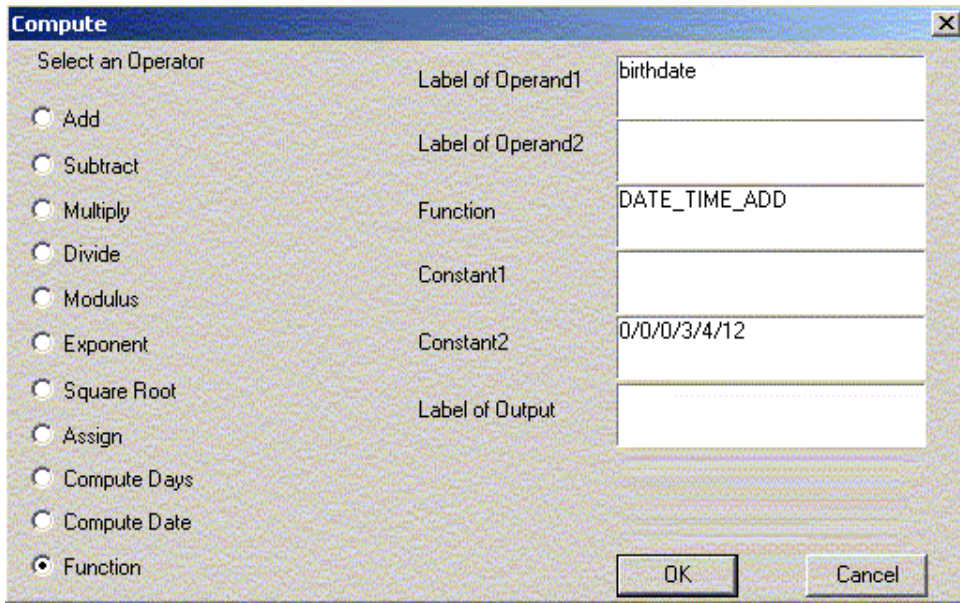 Compute
Select an Operator
Add
Subtract
Multiply
Divide
Modulus
Exponent
Square Root
Assign
Compute Days
Compute Date
Function
Label of Operand1
birthdate
Label of Operand2
Function
DATE_TIME_ADD
Constant1
Constant2
0/0/0/3/4/12
Label of Output
OK
Cancel